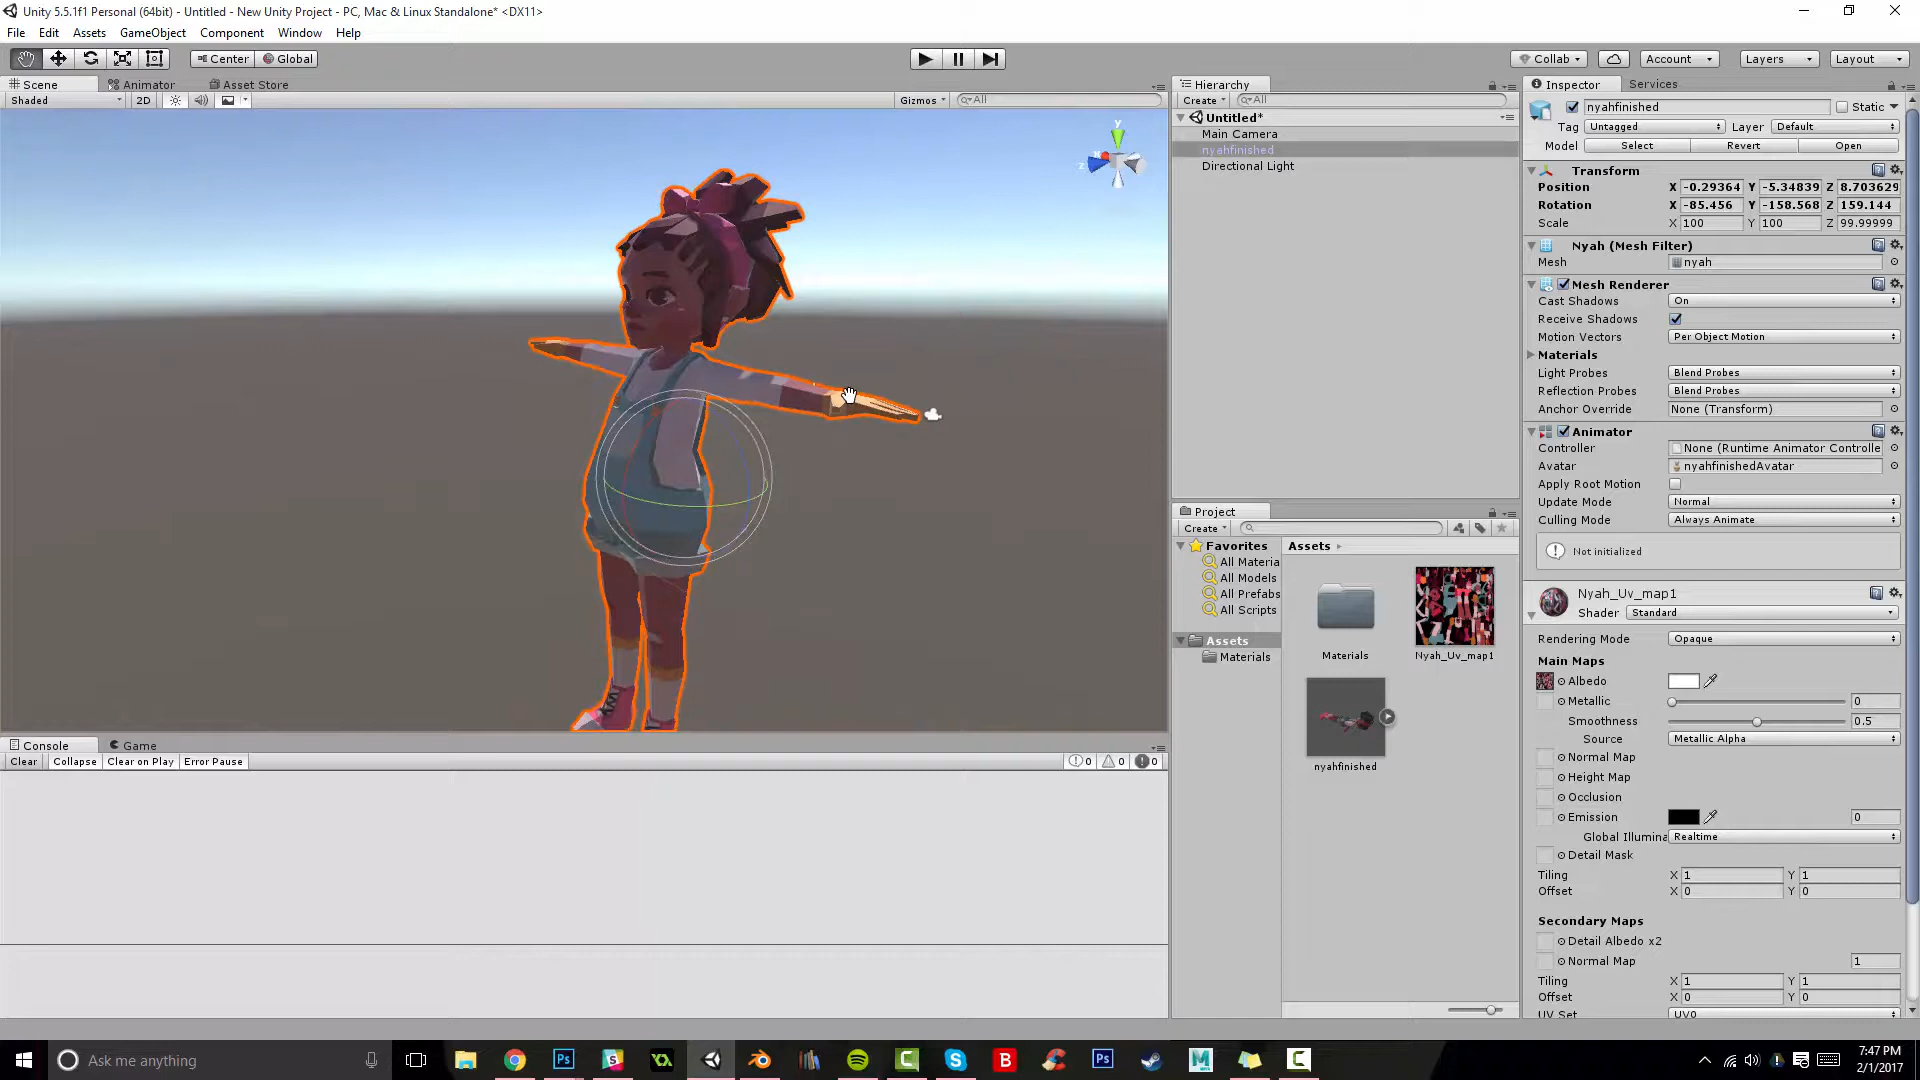 Unity 5.5.1f1 Personal (64bit) - Untitled - New Unity Project - PC, Mac & Linux Standalone* <DX11>
File Edit Assets GameObject Component Window Help
Center Global
Collab Account Layers Layout
Scene Animator Asset Store
Shaded 2D Gizmos All
y
x
z
Console Game
Clear Collapse Clear on Play Error Pause 0 0 0
Hierarchy
Create All
Untitled*
Main Camera
nyahfinished
Directional Light
Project
Create
Favorites
All Materia
All Models
All Prefabs
All Scripts
Assets
Materials
Assets
Materials Nyah_Uv_map1
nyahfinished
Inspector Services
nyahfinished Static
Tag Untagged Layer Default
Model Select Revert Open
Transform
Position X -0.29364 Y -5.34839 Z 8.703629
Rotation X -85.456 Y -158.568 Z 159.144
Scale X 100 Y 100 Z 99.99999
Nyah (Mesh Filter)
Mesh nyah
Mesh Renderer
Cast Shadows On
Receive Shadows
Motion Vectors Per Object Motion
Materials
Light Probes Blend Probes
Reflection Probes Blend Probes
Anchor Override None (Transform)
Animator
Controller None (Runtime Animator Controlle
Avatar nyahfinishedAvatar
Apply Root Motion
Update Mode Normal
Culling Mode Always Animate
Not initialized
Nyah_Uv_map1
Shader Standard
Rendering Mode Opaque
Main Maps
Albedo
Metallic 0
Smoothness 0.5
Source Metallic Alpha
Normal Map
Height Map
Occlusion
Emission 0
Global Illumina Realtime
Detail Mask
Tiling X 1 Y 1
Offset X 0 Y 0
Secondary Maps
Detail Albedo x2
Normal Map 1
Tiling X 1 Y 1
Offset X 0 Y 0
UV Set UV0
Ask me anything
Ps S Ps B M C
7:47 PM
2/1/2017